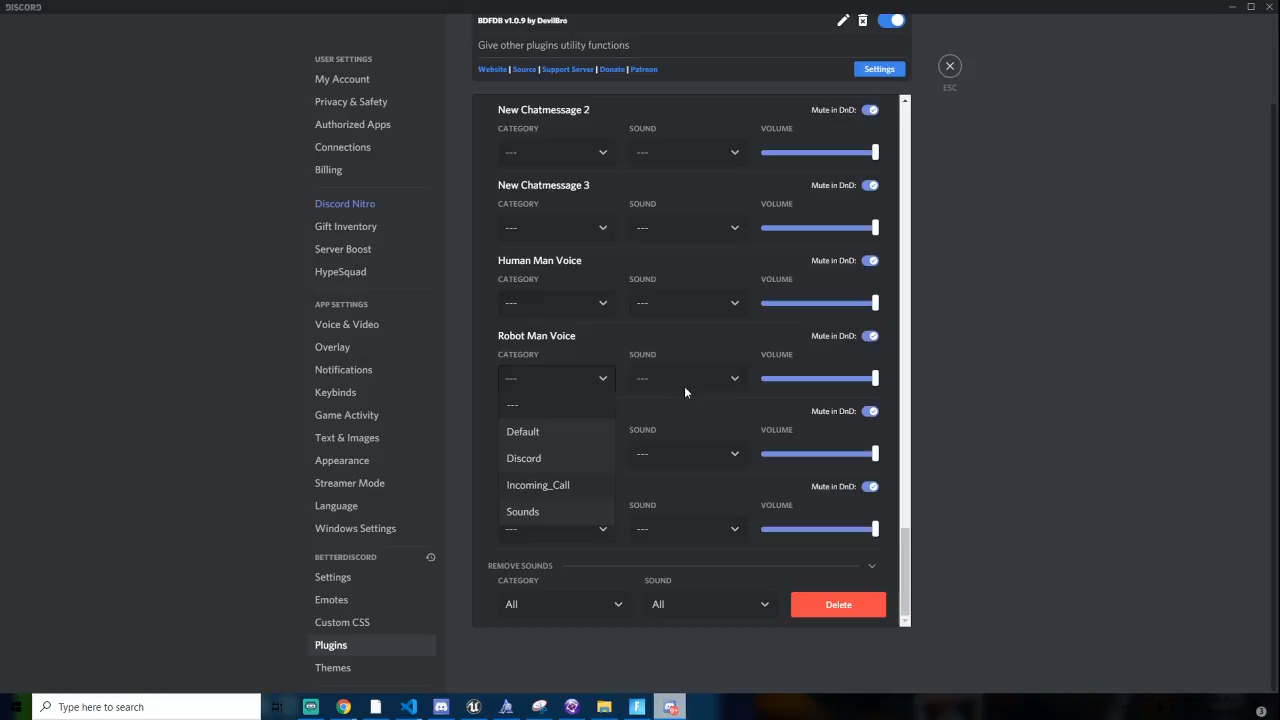 DISCORD
USER SETTINGS
My Account
Privacy & Safety
Authorized Apps
Connections
Billing
Discord Nitro
Gift Inventory
Server Boost
HypeSquad
APP SETTINGS
Voice & Video
Overlay
Notifications
Keybinds
Game Activity
Text & Images
Appearance
Streamer Mode
Language
Windows Settings
BETTERDISCORD
Settings
Emotes
Custom CSS
Plugins
Themes
BDFDB v1.0.9 by DevilBro
Give other plugins utility functions
Website | Source | Support Server | Donate | Patreon
Settings
ESC
New Chatmessage 2 Mute in DnD:
CATEGORY SOUND VOLUME
--- ---
New Chatmessage 3 Mute in DnD:
CATEGORY SOUND VOLUME
--- ---
Human Man Voice Mute in DnD:
CATEGORY SOUND VOLUME
--- ---
Robot Man Voice Mute in DnD:
CATEGORY SOUND VOLUME
--- ---
---
Default
Discord
Incoming_Call
Sounds
Mute in DnD:
SOUND VOLUME
---
Mute in DnD:
SOUND VOLUME
--- ---
REMOVE SOUNDS
CATEGORY SOUND
All All Delete
Type here to search